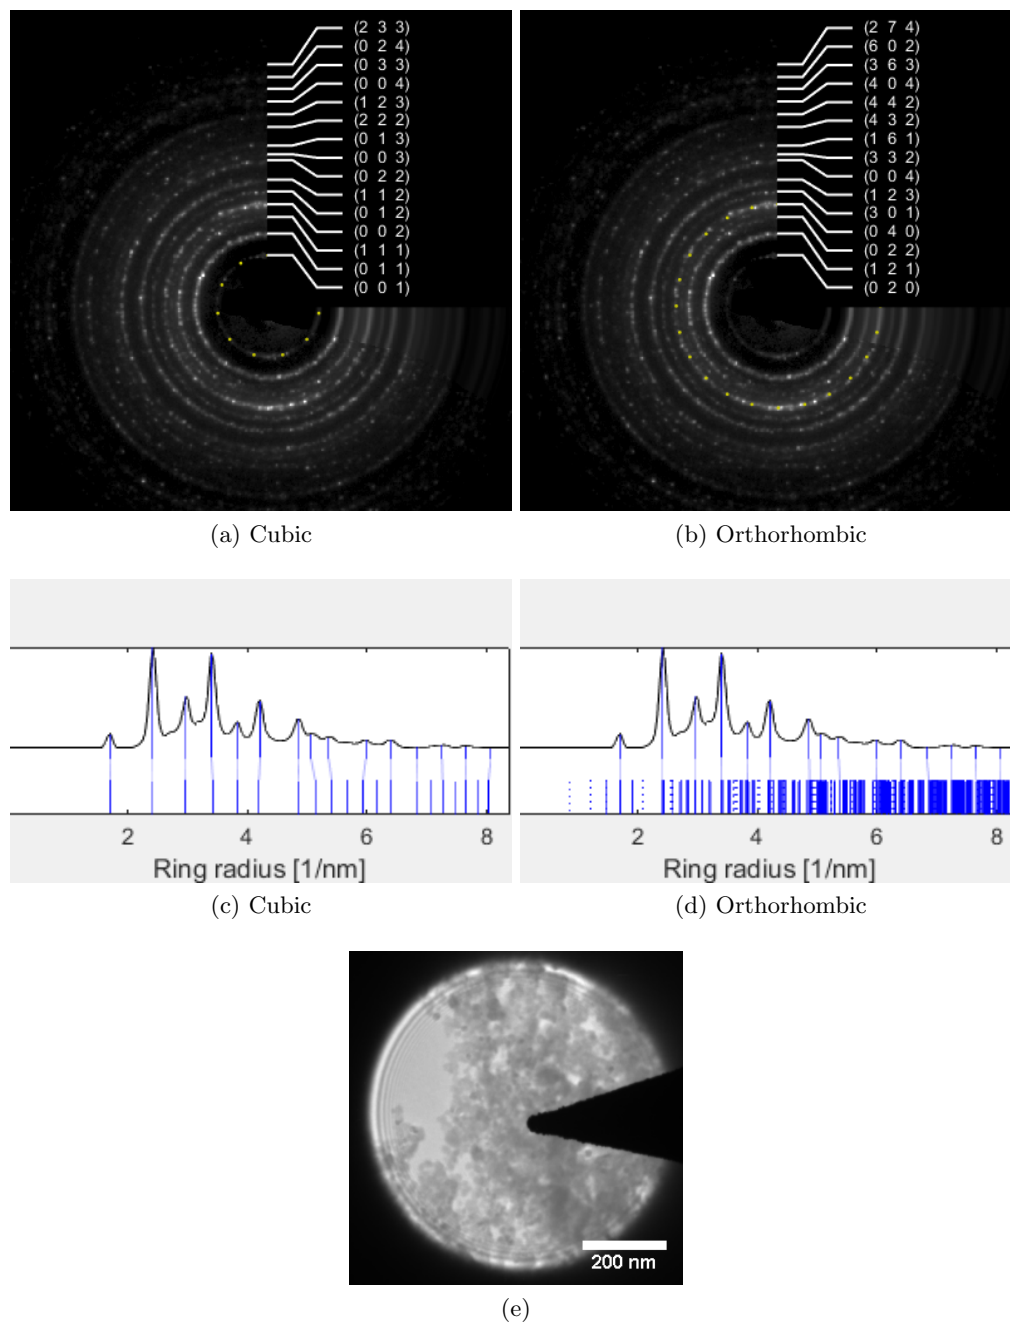 (2 3 3)
(0 2 4)
(0 3 3)
(0 0 4)
(1 2 3)
(2 2 2)
(0 1 3)
(0 0 3)
(0 2 2)
(1 1 2)
(0 1 2)
(0 0 2)
(1 1 1)
(0 1 1)
(0 0 1)
(2 7 4)
(6 0 2)
(3 6 3)
(4 0 4)
(4 4 2)
(4 3 2)
(1 6 1)
(3 3 2)
(0 0 4)
(1 2 3)
(3 0 1)
(0 4 0)
(0 2 2)
(1 2 1)
(0 2 0)
(a) Cubic
(b) Orthorhombic
2 4 6 8
Ring radius [1/nm]
2 4 6 8
Ring radius [1/nm]
(c) Cubic
(d) Orthorhombic
200 nm
(e)